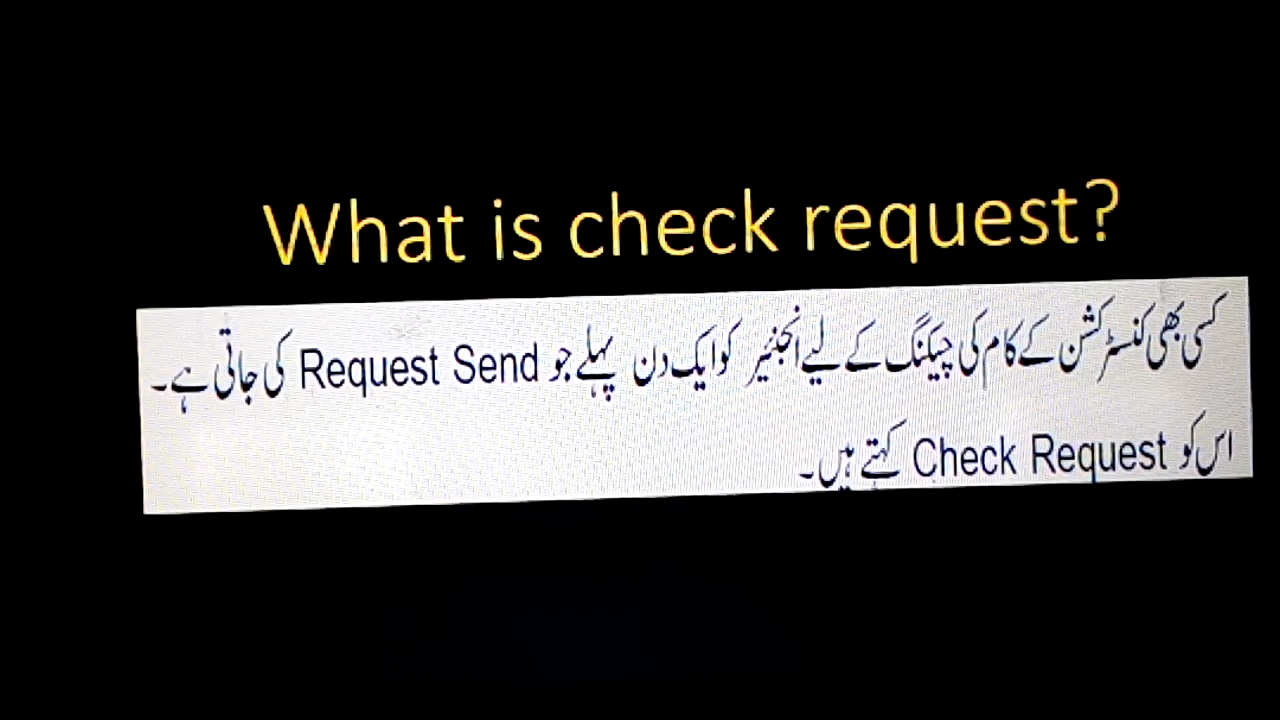 What is check request?
کسی بھی کنسٹرکشن کے کام کی چیکنگ کے لیے انجنئیر کو ایک دن پہلے جو Request Send کی جاتی ہے۔
اس کو Check Request کہتے ہیں۔